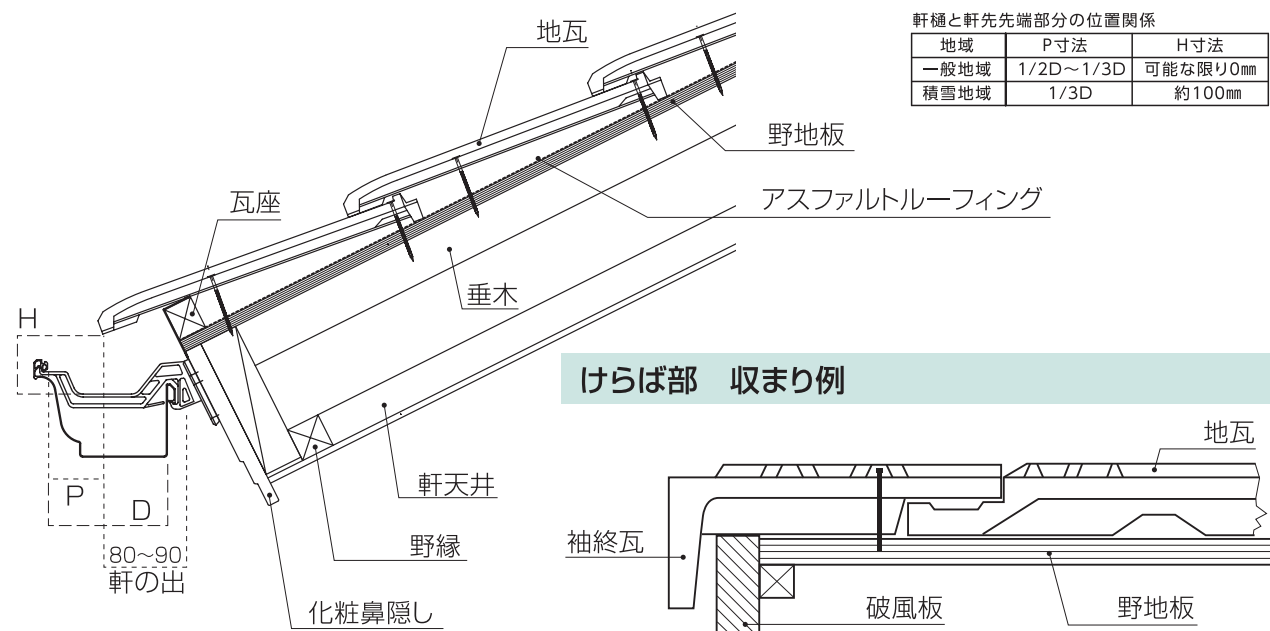 軒樋と軒先先端部分の位置関係
地域 P寸法 H寸法
一般地域 1/2D～1/3D 可能な限り0㎜
積雪地域 1/3D 約100㎜
地瓦
野地板
アスファルトルーフィング
瓦座
垂木
H
P
D
80～90
軒の出
軒天井
野縁
化粧鼻隠し
けらば部　収まり例
地瓦
袖終瓦
破風板
野地板